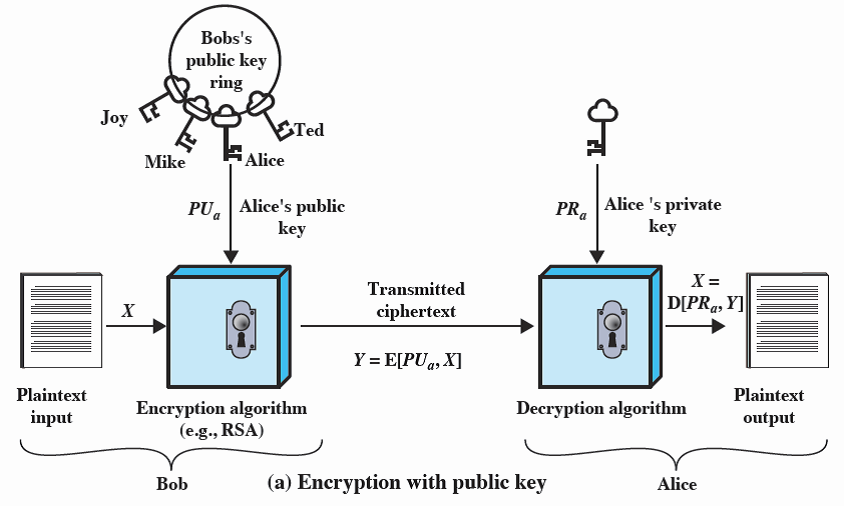 Bobs's
public key
ring
Joy
Ted
Mike
Alice
PUa
Alice's public
key
PRa
Alice 's private
key
X
Transmitted
ciphertext
Y = E[PUa, X]
X =
D[PRa, Y]
Plaintext
input
Encryption algorithm
(e.g., RSA)
Decryption algorithm
Plaintext
output
Bob
(a) Encryption with public key
Alice